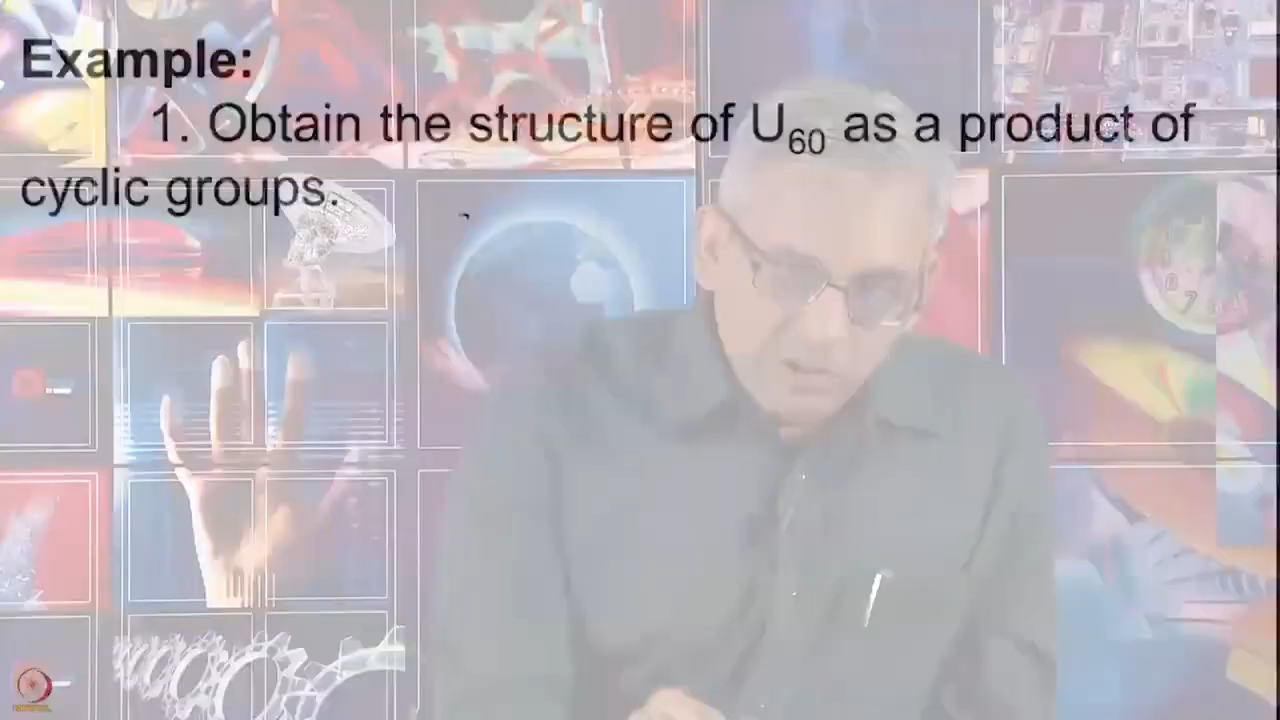 Example:
1. Obtain the structure of U₆₀ as a product of
cyclic groups.